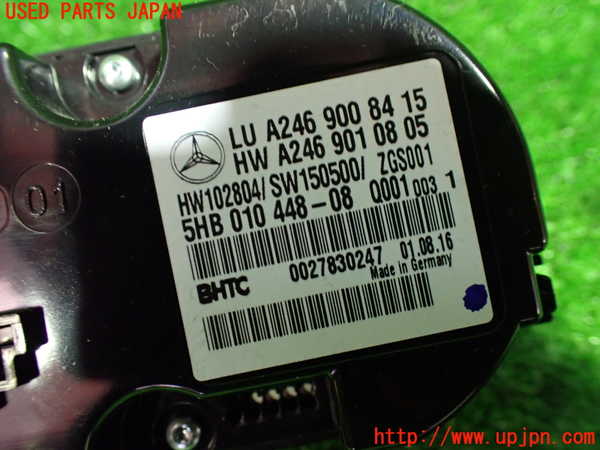 USED PARTS JAPAN
LU A246 900 84 15
HW A246 901 08 05
HW102804/ SW150500/ ZGS001
5HB 010 448-08 Q001 003 1
0027830247 01.08.16
BHTC Made in Germany
01
http://www.upjpn.com/